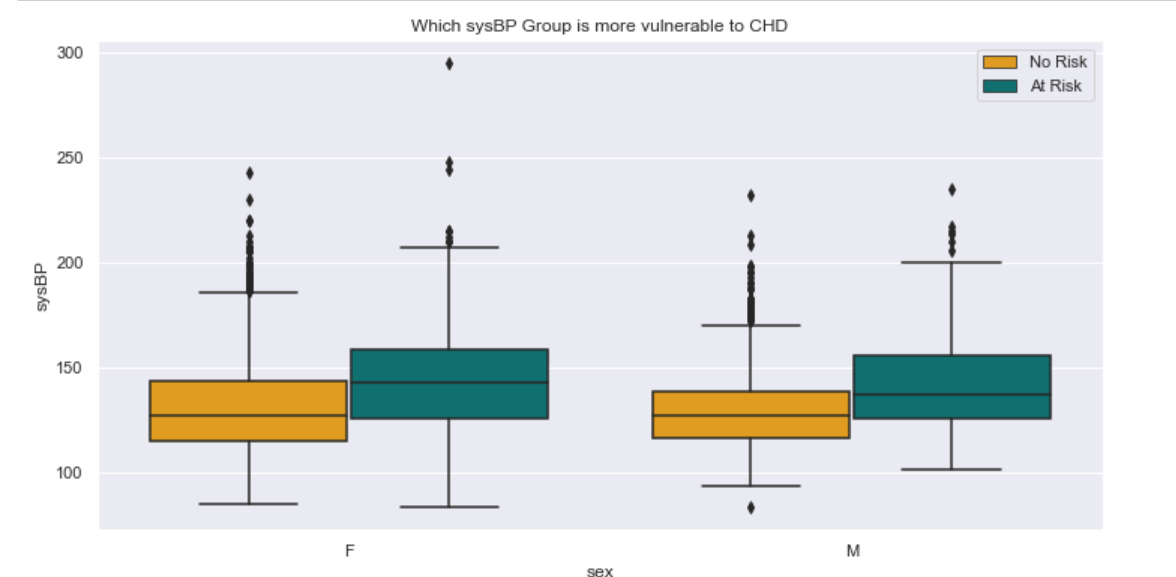 Which sysBP Group is more vulnerable to CHD
No Risk
At Risk
300
250
200
150
100
sysBP
F
M
sex